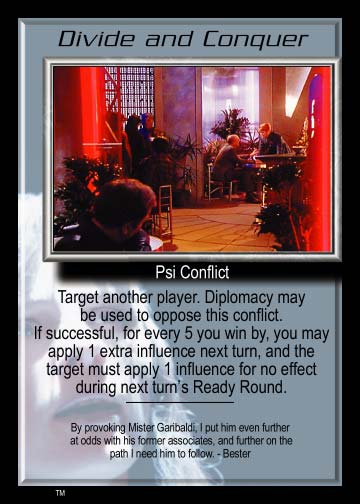 Divide and Conquer
Psi Conflict
Target another player. Diplomacy may
be used to oppose this conflict.
If successful, for every 5 you win by, you may
apply 1 extra influence next turn, and the
target must apply 1 influence for no effect
during next turn's Ready Round.
By provoking Mister Garibaldi, I put him even further
at odds with his former associates, and further on the
path I need him to follow. - Bester
TM